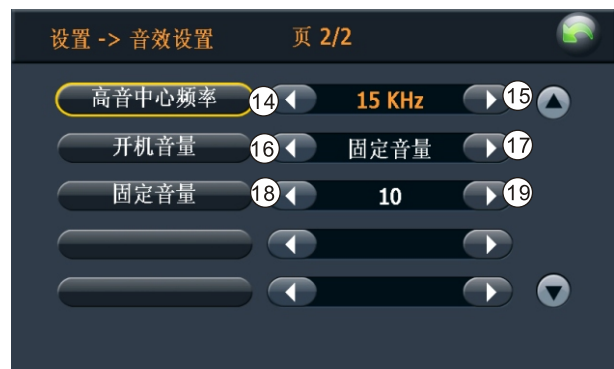 设置 -> 音效设置 页 2/2
高音中心频率 14 15 KHz 15
开机音量 16 固定音量 17
固定音量 18 10 19